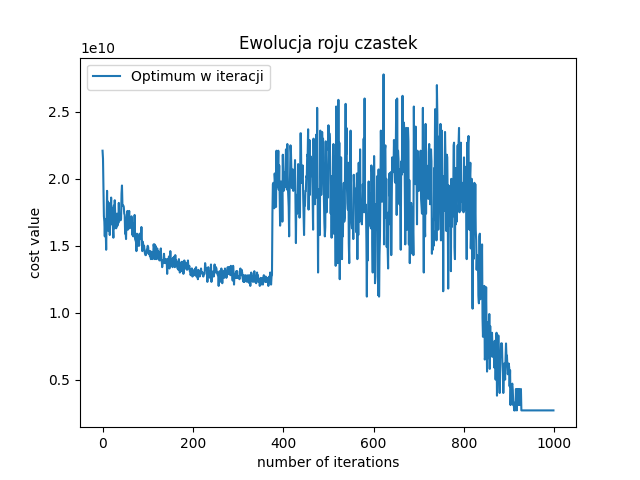 Ewolucja roju czastek
1e10
Optimum w iteracji
2.5
2.0
1.5
1.0
0.5
cost value
0 200 400 600 800 1000
number of iterations